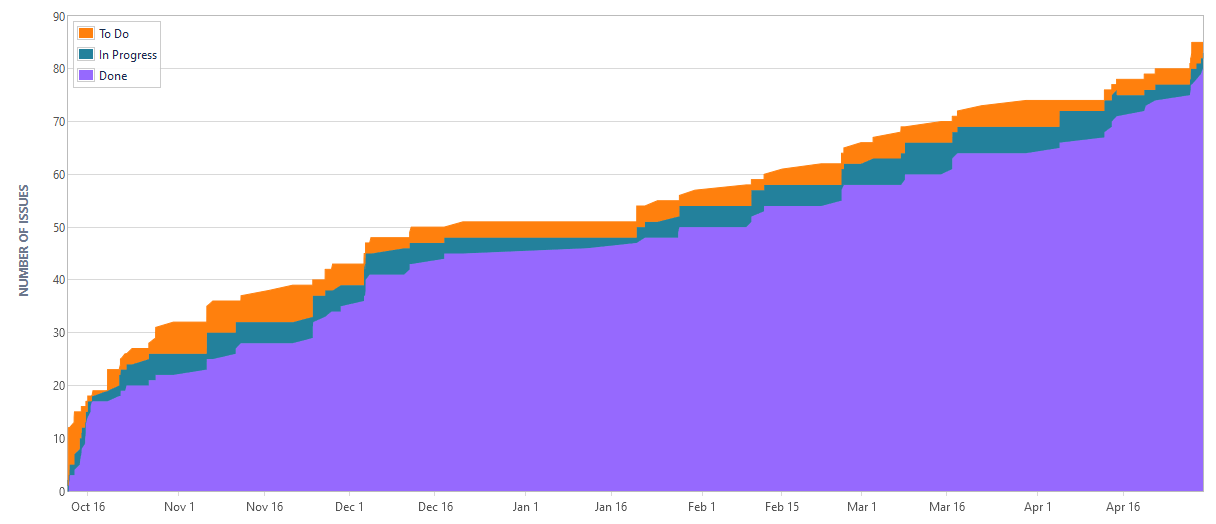 90
80
70
60
50
40
30
20
10
0
NUMBER OF ISSUES
To Do
In Progress
Done
Oct 16 Nov 1 Nov 16 Dec 1 Dec 16 Jan 1 Jan 16 Feb 1 Feb 15 Mar 1 Mar 16 Apr 1 Apr 16